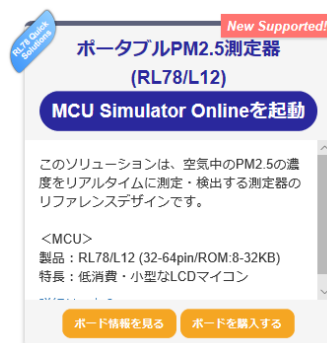 New Supported!
RL78 Quick
Solutions
ポータブルPM2.5測定器
(RL78/L12)
MCU Simulator Onlineを起動
このソリューションは、空気中のPM2.5の濃
度をリアルタイムに測定・検出する測定器の
リファレンスデザインです。
＜MCU＞
製品：RL78/L12 (32-64pin/ROM:8-32KB)
特長：低消費・小型なLCDマイコン
ボード情報を見る
ボードを購入する